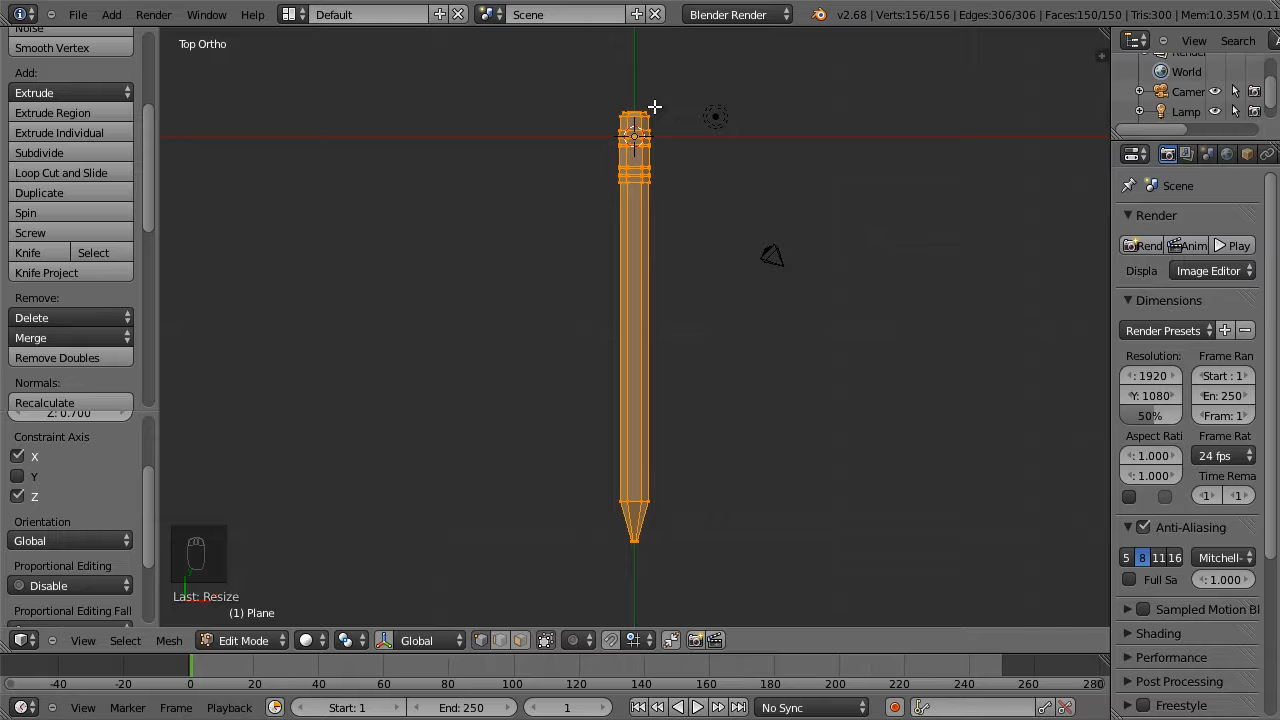 File Add Render Window Help Default Scene Blender Render v2.68 | Verts:156/156 | Edges:306/306 | Faces:150/150 | Tris:300 | Mem:10.35M (0.11
Noise
Smooth Vertex
Add:
Extrude
Extrude Region
Extrude Individual
Subdivide
Loop Cut and Slide
Duplicate
Spin
Screw
Knife Select
Knife Project
Remove:
Delete
Merge
Remove Doubles
Normals:
Recalculate
Z: 0.700
Constraint Axis
X
Y
Z
Orientation
Global
Proportional Editing
Disable
Proportional Editing Fall
Top Ortho
Last: Resize
(1) Plane
View Select Mesh Edit Mode Global
-40 -20 0 20 40 60 80 100 120 140 160 180 200 220 240 260 280
View Marker Frame Playback Start: 1 End: 250 1 No Sync
View Search
World
Camer
Lamp
Scene
Render
Rend Anim Play
Displa Image Editor
Dimensions
Render Presets
Resolution: Frame Ran
: 1920 Start : 1
Y: 1080 En: 250
50% Fram: 1
Aspect Rati Frame Rat
: 1.000 24 fps
: 1.000 Time Rema
1 1
Anti-Aliasing
5 8 11 16 Mitchell-
Full Sa : 1.000
Sampled Motion Bl
Shading
Performance
Post Processing
Freestyle